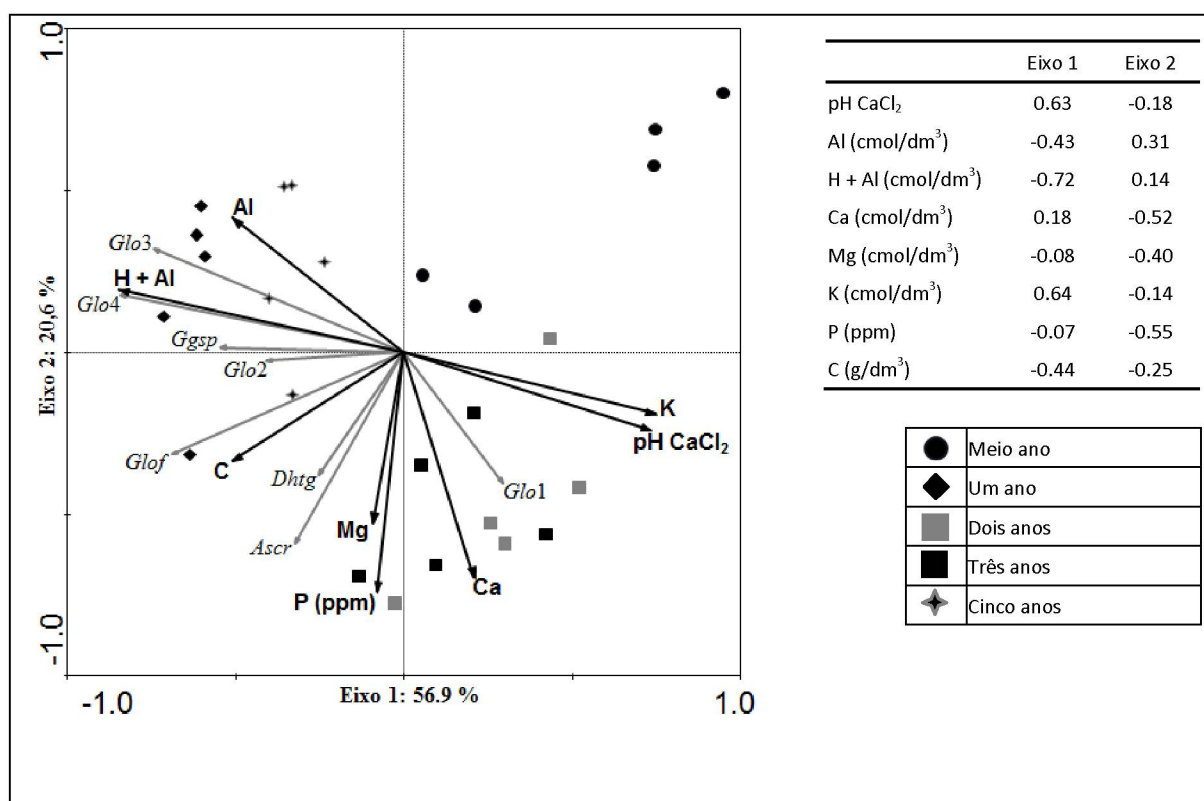 1.0
Eixo 2: 20,6 %
-1.0
-1.0
Eixo 1: 56.9 %
1.0
Al
Glo3
H + Al
Glo4
Ggsp
Glo2
Glof
C
Dhtg
Ascr
Mg
P (ppm)
Ca
Glo1
K
pH CaCl₂
Eixo 1 Eixo 2
pH CaCl₂ 0.63 -0.18
Al (cmol/dm³) -0.43 0.31
H + Al (cmol/dm³) -0.72 0.14
Ca (cmol/dm³) 0.18 -0.52
Mg (cmol/dm³) -0.08 -0.40
K (cmol/dm³) 0.64 -0.14
P (ppm) -0.07 -0.55
C (g/dm³) -0.44 -0.25
Meio ano
Um ano
Dois anos
Três anos
Cinco anos